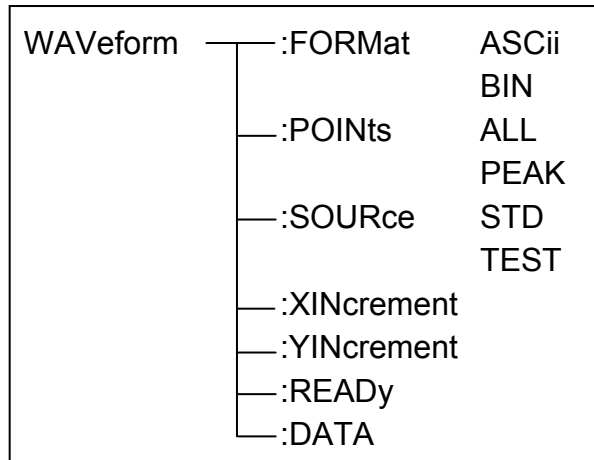 WAVeform :FORMat ASCii
BIN
:POINts ALL
PEAK
:SOURce STD
TEST
:XINcrement
:YINcrement
:READy
:DATA